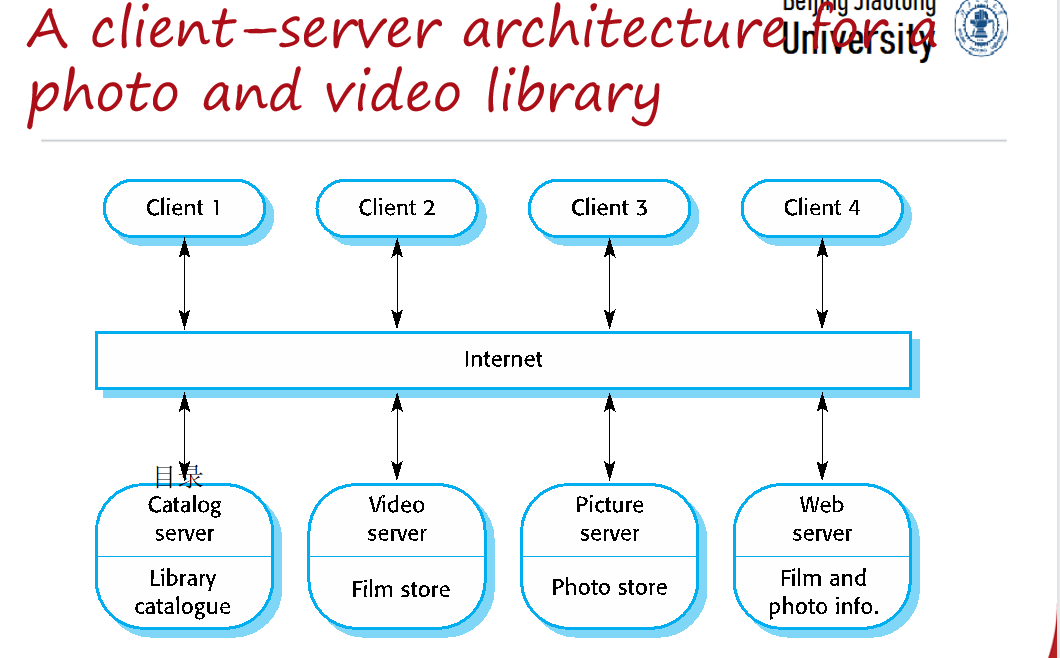 A client–server architecture for a
photo and video library
Beijing Jiaotong
University
Client 1
Client 2
Client 3
Client 4
Internet
目录
Catalog
server
Library
catalogue
Video
server
Film store
Picture
server
Photo store
Web
server
Film and
photo info.